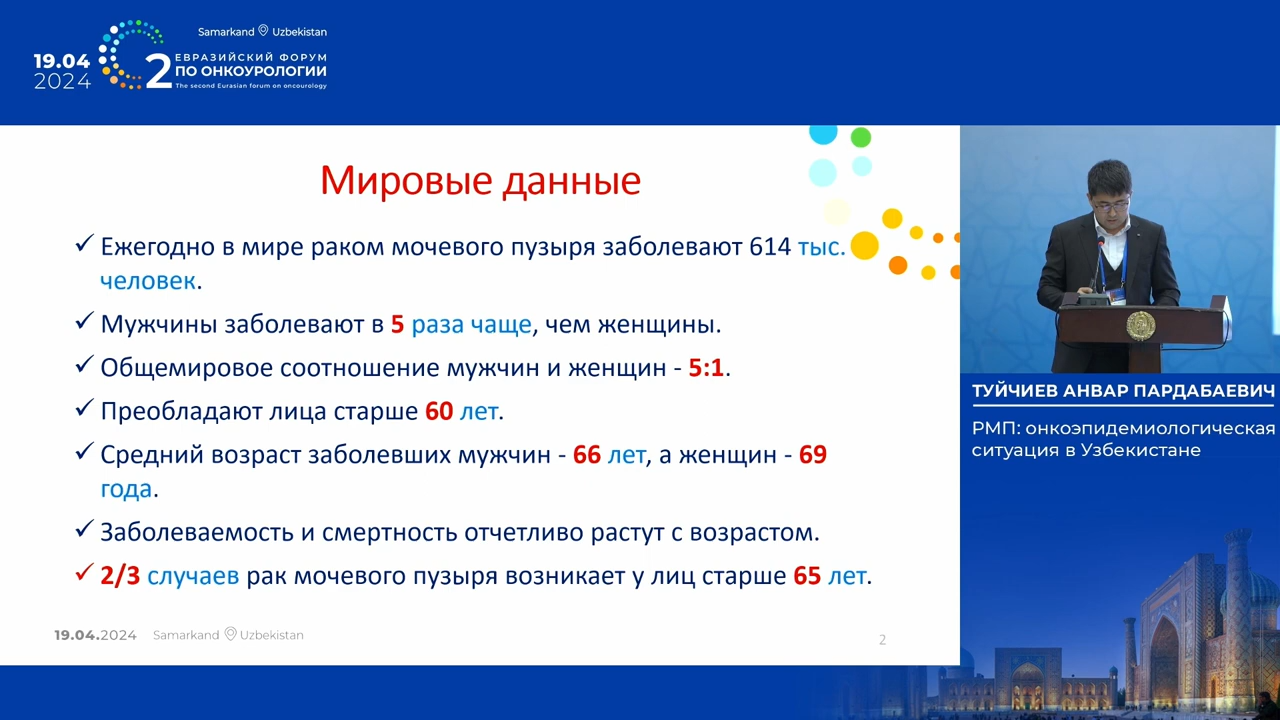 Samarkand Uzbekistan
19.04
2024
2
ЕВРАЗИЙСКИЙ ФОРУМ
ПО ОНКОУРОЛОГИИ
The second Eurasian forum on oncourology
Мировые данные
Ежегодно в мире раком мочевого пузыря заболевают 614 тыс.
человек.
Мужчины заболевают в 5 раза чаще, чем женщины.
Общемировое соотношение мужчин и женщин - 5:1.
Преобладают лица старше 60 лет.
Средний возраст заболевших мужчин - 66 лет, а женщин - 69
года.
Заболеваемость и смертность отчетливо растут с возрастом.
2/3 случаев рак мочевого пузыря возникает у лиц старше 65 лет.
19.04.2024 Samarkand Uzbekistan
2
ТУЙЧИЕВ АНВАР ПАРДАБАЕВИЧ
РМП: онкоэпидемиологическая
ситуация в Узбекистане